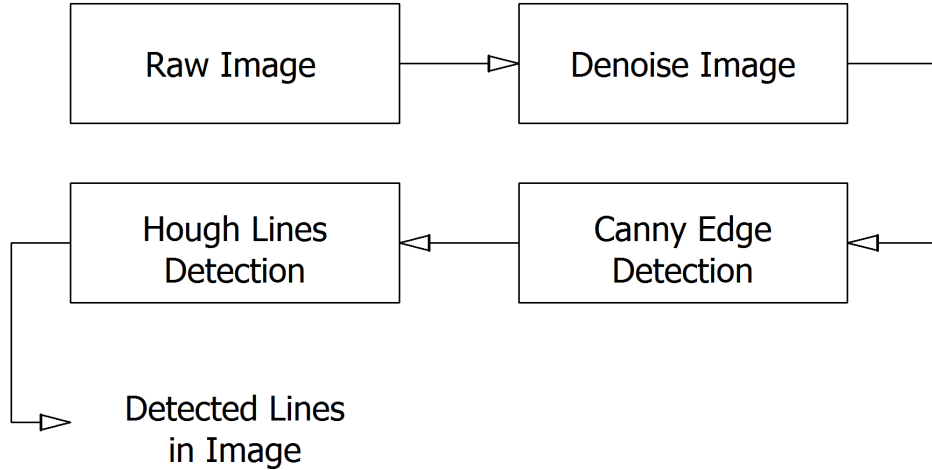 Raw Image
Denoise Image
Canny Edge
Detection
Hough Lines
Detection
Detected Lines
in Image